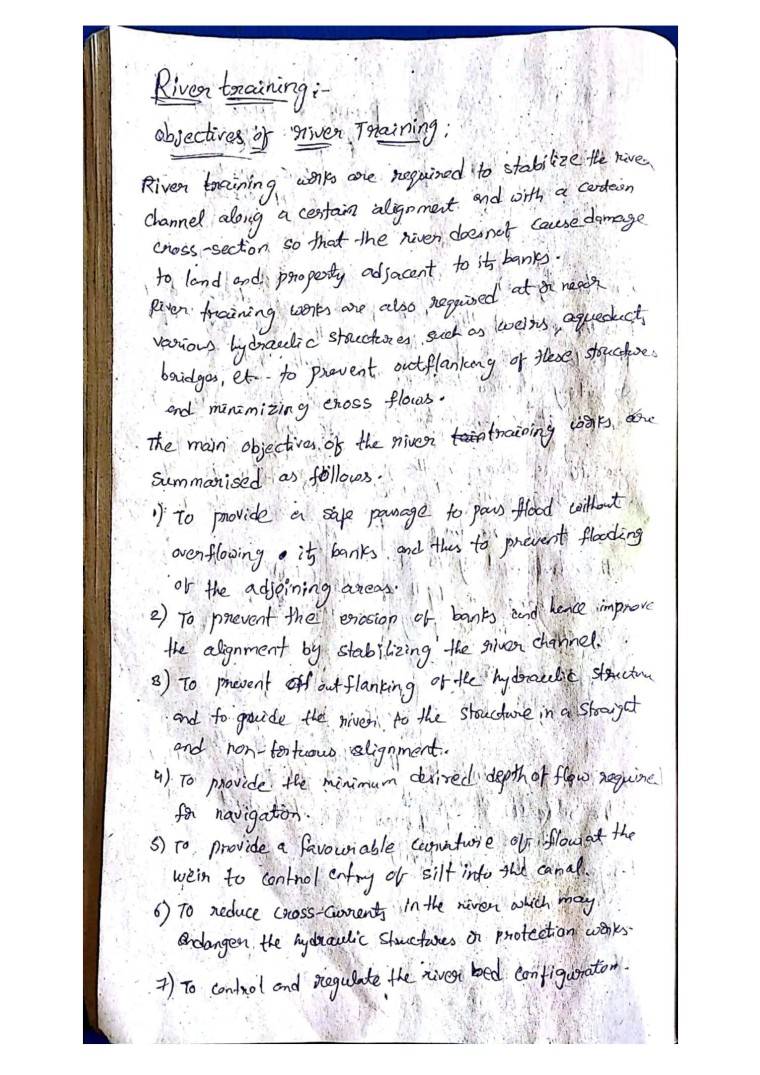 River training:-
objectives of river Training:
River training works are required to stabilize the river
channel along a certain alignment and with a certain
cross-section so that the river doesnot cause damage
to land and property adjacent to its banks.
River training works are also required at or near
various hydraulic structures such as weirs, aqueducts
bridges, etc. to prevent outflanking of these structures
and minimizing cross flows.
The main objectives of the river training works are
summarised as follows.
1) To provide a safe passage to pass flood without
overflowing its banks and thus to prevent flooding
of the adjoining areas.
2) To prevent the erosion of banks and hence improve
the alignment by stabilizing the river channel.
3) To prevent outflanking of the hydraulic structure
and to guide the river to the structure in a straight
and non-tortuous alignment.
4) To provide the minimum desired depth of flow require
for navigation.
5) To provide a favouriable curvature of flow at the
weir to control entry of silt into the canal.
6) To reduce cross-currents in the river which may
endanger the hydraulic structures or protection works.
7) To control and regulate the river bed configuration.